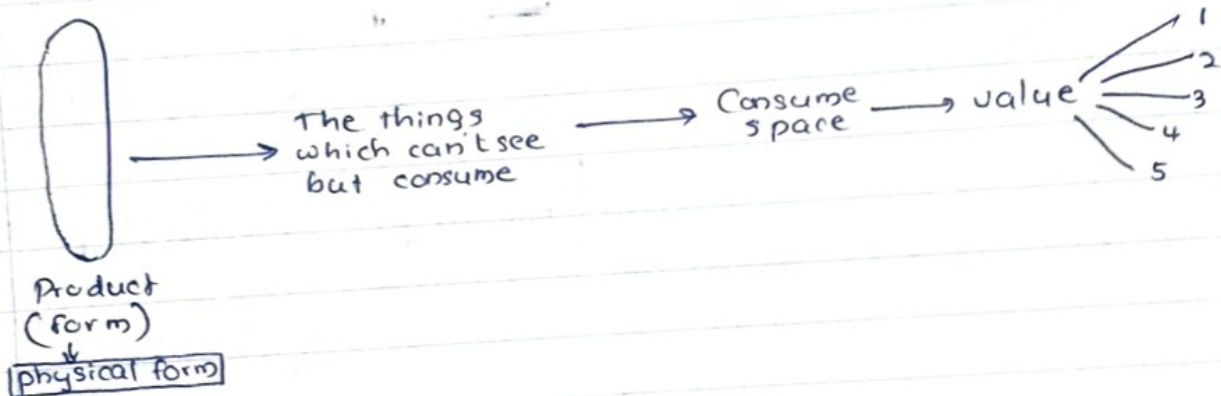 The things
which can't see
but consume
Consume
space
value
1
2
3
4
5
Product
(form)
physical form